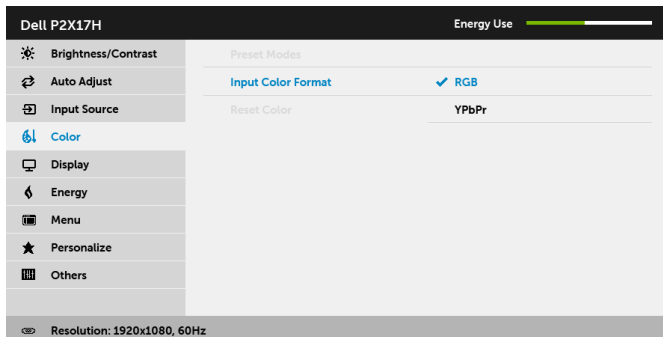 Dell P2X17H Energy Use
Brightness/Contrast Preset Modes
Auto Adjust Input Color Format RGB
Input Source Reset Color YPbPr
Color
Display
Energy
Menu
Personalize
Others
Resolution: 1920x1080, 60Hz